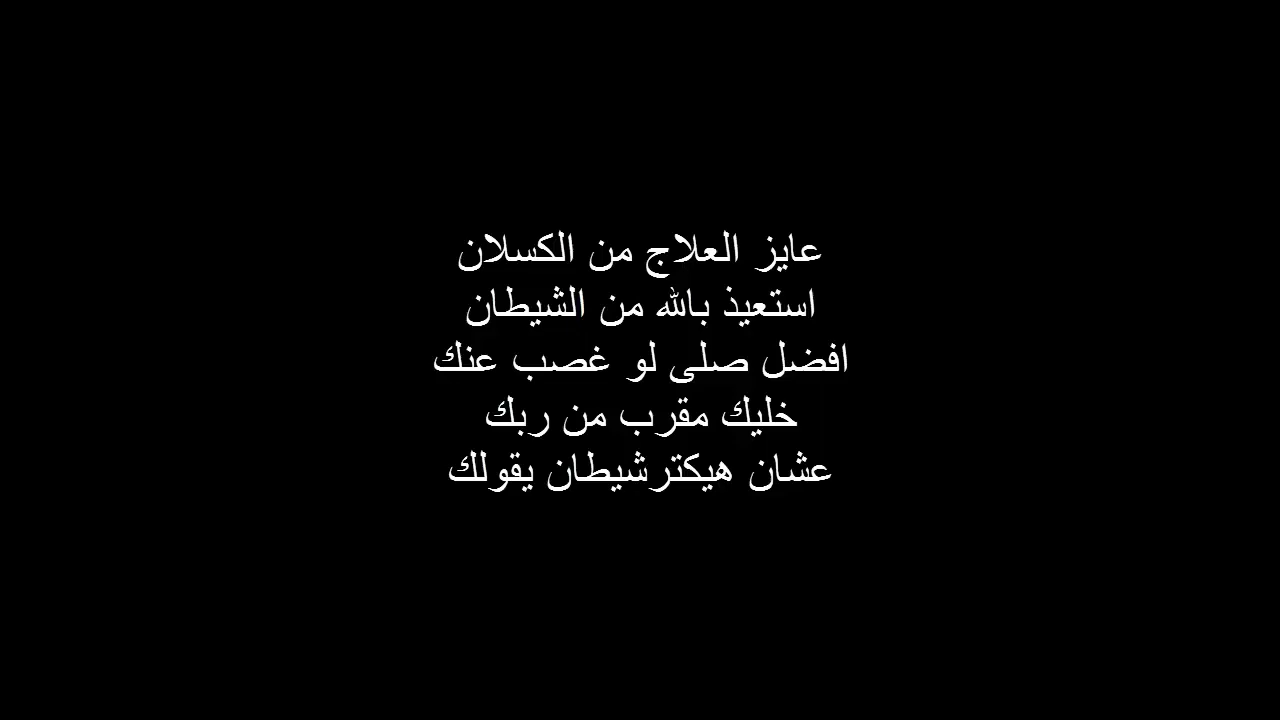 عايز العلاج من الكسلان
استعيذ بالله من الشيطان
افضل صلى لو غصب عنك
خليك مقرب من ربك
عشان هيكترشيطان يقولك